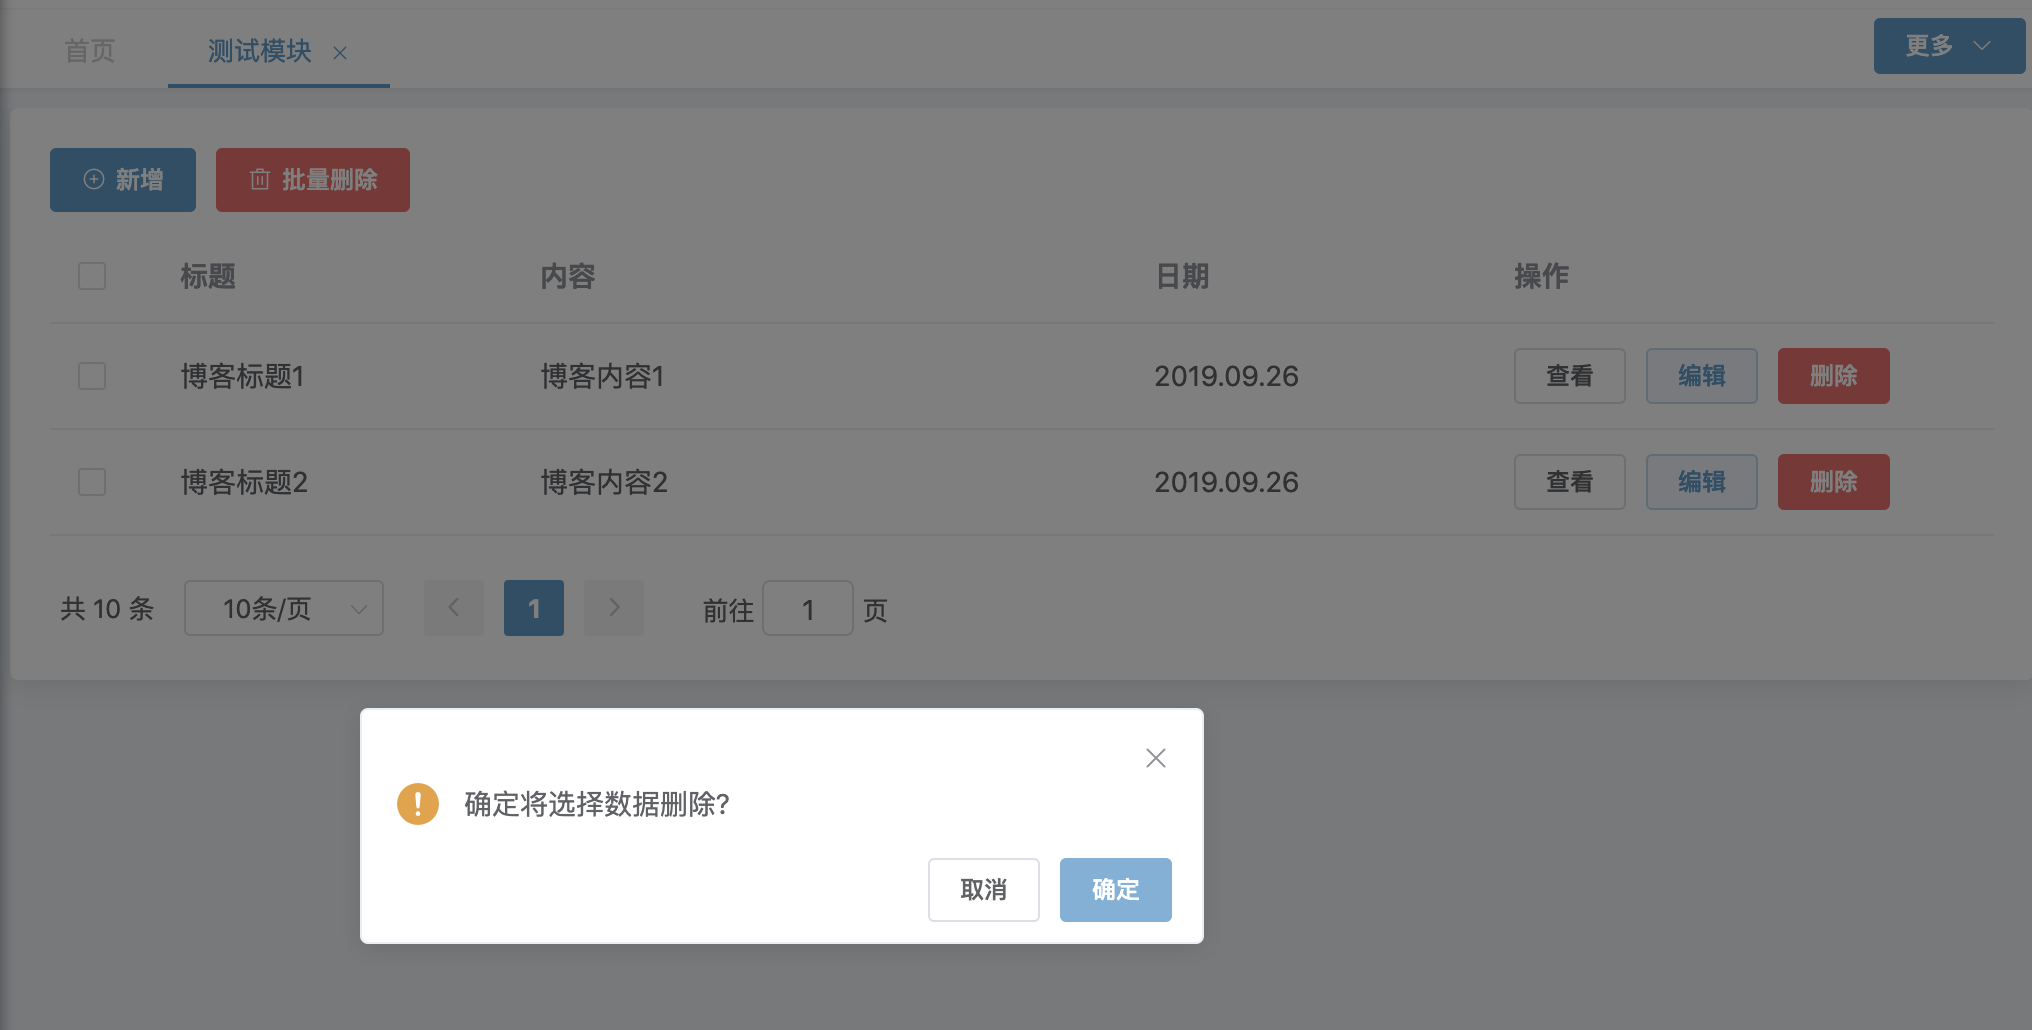 首页 测试模块 更多
新增 批量删除
标题 内容 日期 操作
博客标题1 博客内容1 2019.09.26 查看 编辑 删除
博客标题2 博客内容2 2019.09.26 查看 编辑 删除
共 10 条 10条/页 1 前往 1 页
确定将选择数据删除?
取消 确定